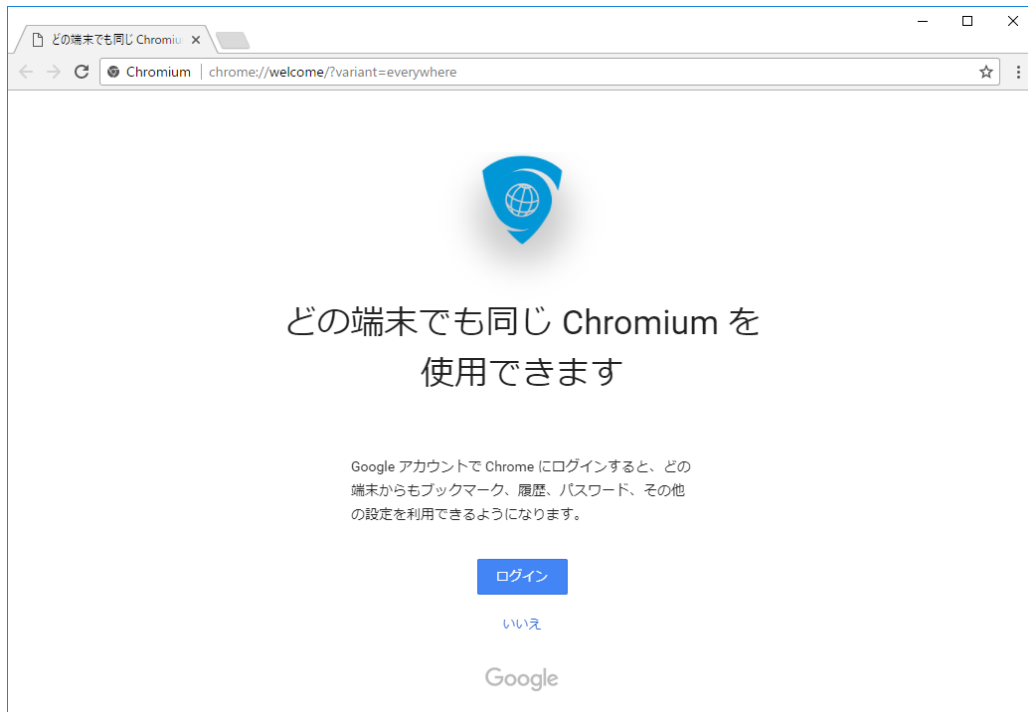 どの端末でも同じ Chromiu
Chromium | chrome://welcome/?variant=everywhere
どの端末でも同じ Chromium を
使用できます
Google アカウントで Chrome にログインすると、どの
端末からもブックマーク、履歴、パスワード、その他
の設定を利用できるようになります。
ログイン
いいえ
Google